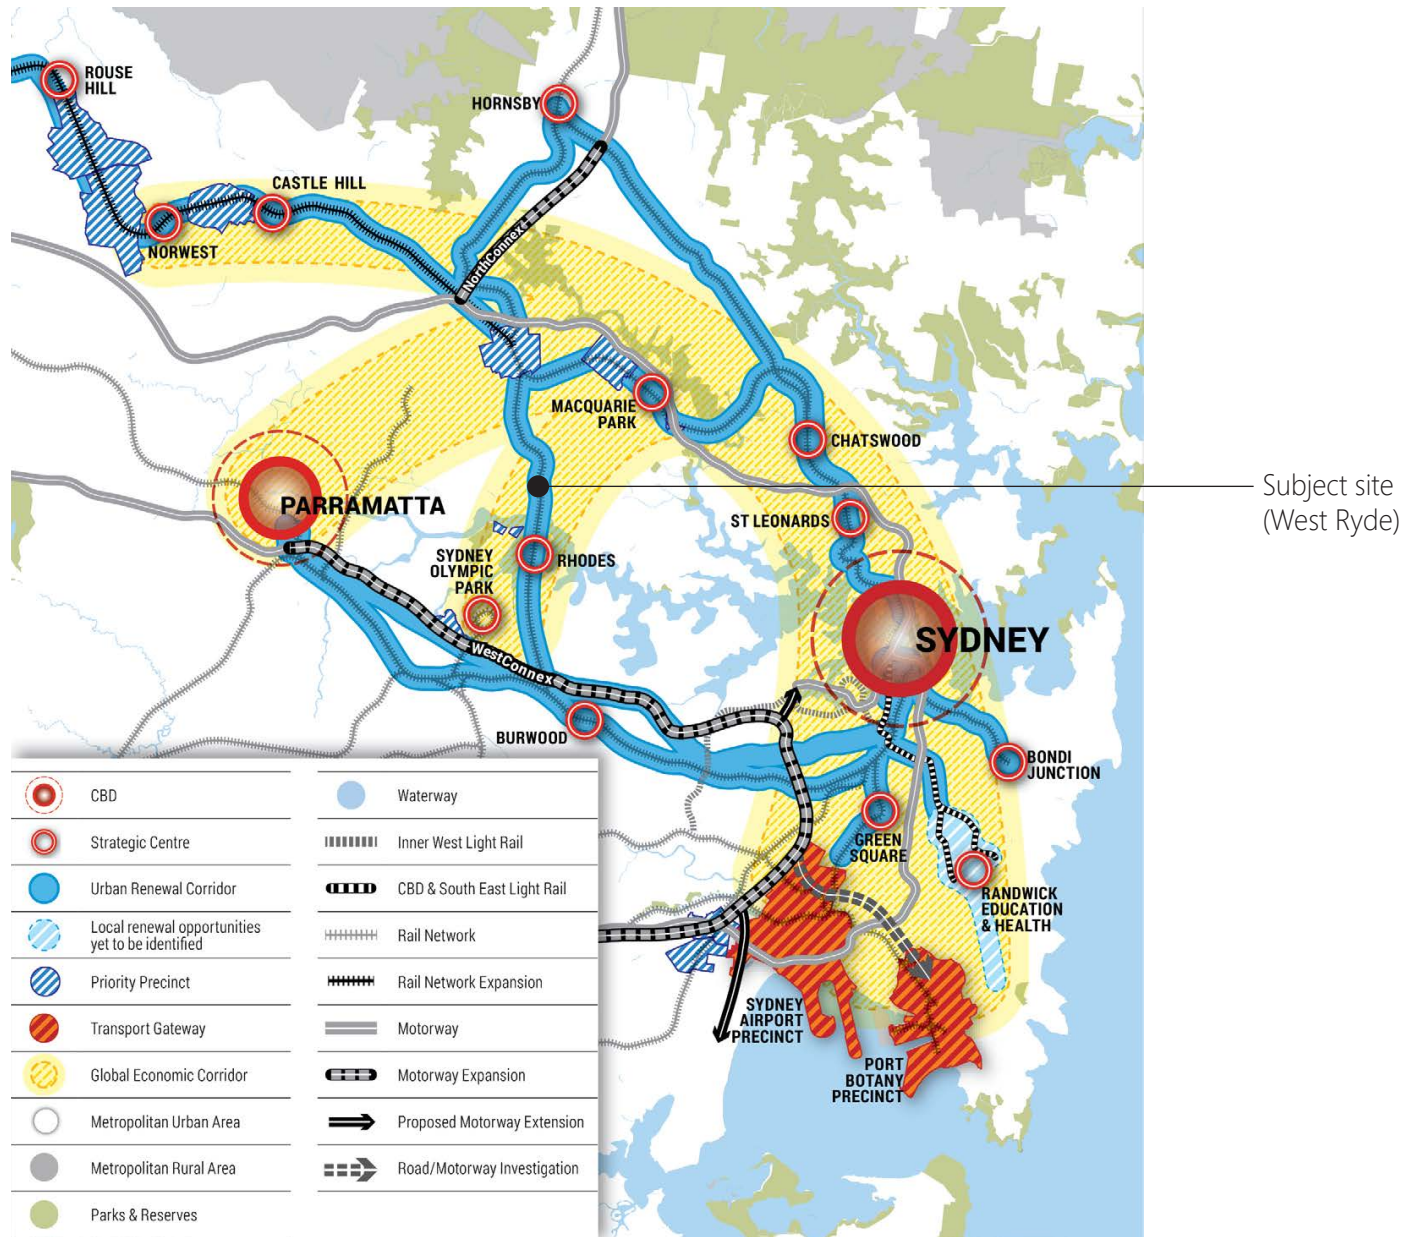 ROUSE
HILL
HORNSBY
CASTLE HILL
NORWEST
NorthConnex
MACQUARIE
PARK
CHATSWOOD
PARRAMATTA
Subject site
(West Ryde)
ST LEONARDS
SYDNEY
OLYMPIC
PARK
RHODES
SYDNEY
WestConnex
BURWOOD
BONDI
JUNCTION
GREEN
SQUARE
RANDWICK
EDUCATION
& HEALTH
SYDNEY
AIRPORT
PRECINCT
PORT
BOTANY
PRECINCT
CBD
Strategic Centre
Urban Renewal Corridor
Local renewal opportunities
yet to be identified
Priority Precinct
Transport Gateway
Global Economic Corridor
Metropolitan Urban Area
Metropolitan Rural Area
Parks & Reserves
Waterway
Inner West Light Rail
CBD & South East Light Rail
Rail Network
Rail Network Expansion
Motorway
Motorway Expansion
Proposed Motorway Extension
Road/Motorway Investigation